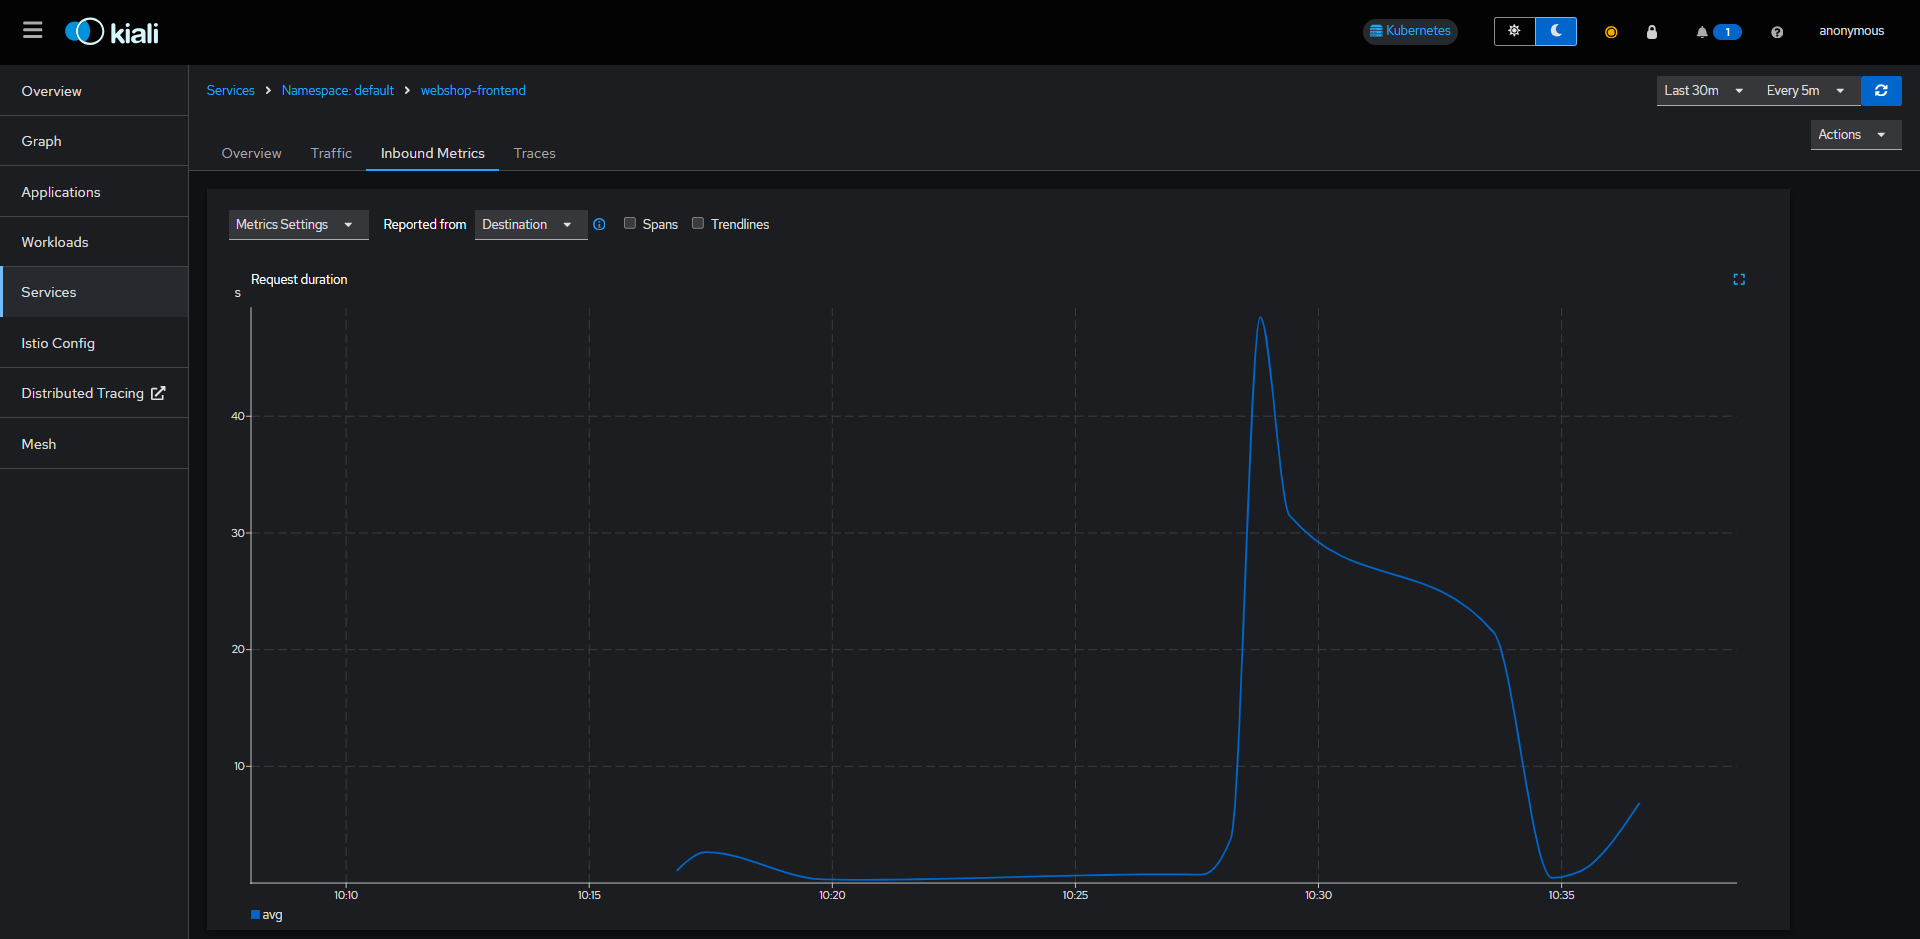 kiali
Kubernetes
1
anonymous
Overview
Graph
Applications
Workloads
Services
Istio Config
Distributed Tracing
Mesh
Services > Namespace: default > webshop-frontend
Last 30m
Every 5m
Actions
Overview
Traffic
Inbound Metrics
Traces
Metrics Settings
Reported from
Destination
Spans
Trendlines
Request duration
s
40
30
20
10
10:10
10:15
10:20
10:25
10:30
10:35
avg